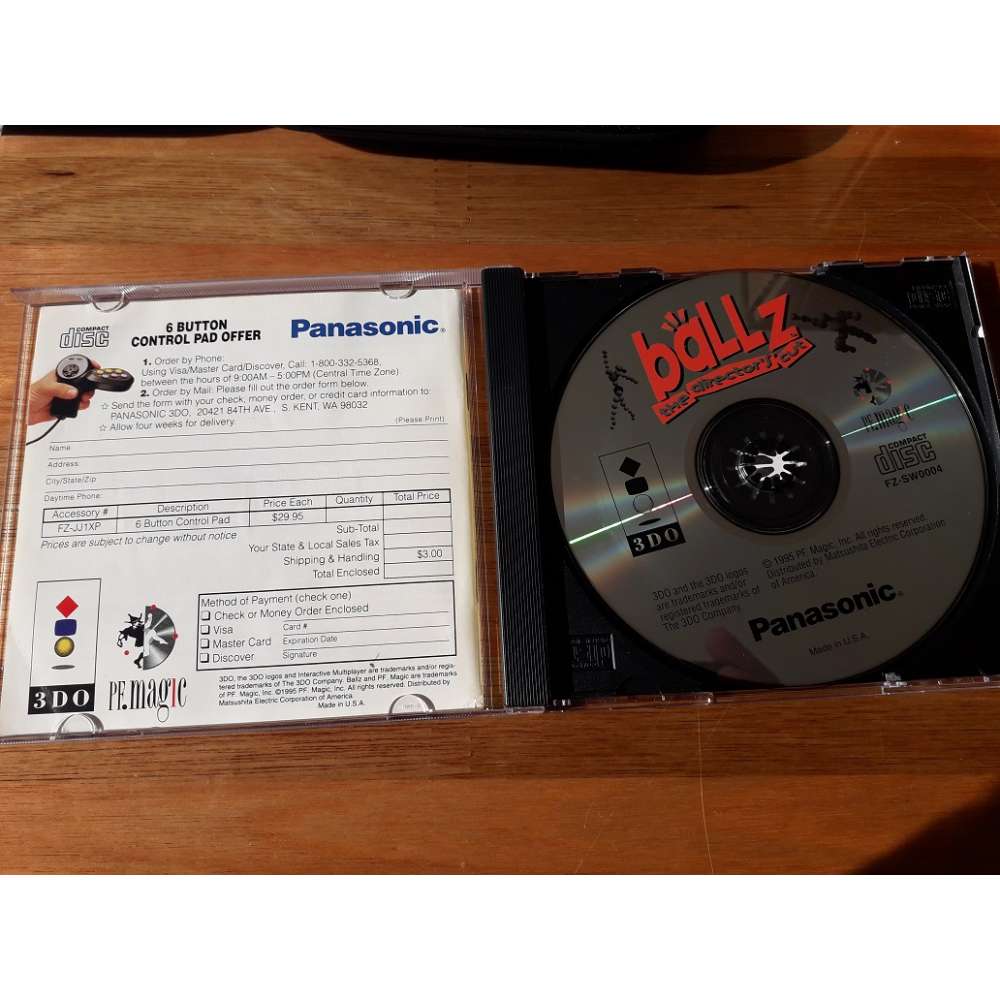 COMPACT
disc
6 BUTTON
CONTROL PAD OFFER
Panasonic®
1. Order by Phone:
Using Visa/Master Card/Discover, Call: 1-800-332-5368,
between the hours of 9:00AM – 5:00PM (Central Time Zone).
2. Order by Mail: Please fill out the order form below.
☆ Send the form with your check, money order, or credit card information to:
PANASONIC 3DO, 20421 84TH AVE., S. KENT, WA 98032
☆ Allow four weeks for delivery.
(Please Print)
Name
Address:
City/State/Zip
Daytime Phone:
Accessory # Description Price Each Quantity Total Price
FZ-JJ1XP 6 Button Control Pad $29.95
Prices are subject to change without notice
Sub-Total
Your State & Local Sales Tax
Shipping & Handling $3.00
Total Enclosed
Method of Payment (check one)
❑ Check or Money Order Enclosed
❑ Visa Card #
❑ Master Card Expiration Date
❑ Discover Signature
3DO
PF.magic
3DO, the 3DO logos and Interactive Multiplayer are trademarks and/or regis-
tered trademarks of The 3DO Company. Ballz and PF. Magic are trademarks
of PF. Magic, Inc. ©1995 PF. Magic, Inc. All rights reserved. Distributed by
Matsushita Electric Corporation of America.
Made in U.S.A.
baLLz
the director's cut
PF.magic
COMPACT
disc
FZ-SW0004
3DO
3DO and the 3DO logos
are trademarks and/or
registered trademarks of
The 3DO Company.
© 1995 PF. Magic, Inc. All rights reserved.
Distributed by Matsushita Electric Corporation
of America.
Panasonic®
Made in U.S.A.